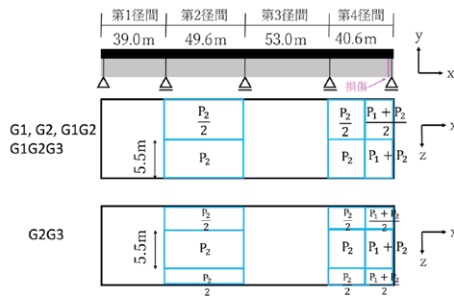 第1径間 第2径間 第3径間 第4径間
39.0m 49.6m 53.0m 40.6m
y
x
損傷
G1, G2, G1G2
G1G2G3
5.5m
P₂/2
P₂
P₂/2 P₁ + P₂/2
P₂ P₁ + P₂
x
z
G2G3
5.5m
P₂/2
P₂
P₂/2
P₂/2 P₁ + P₂/2
P₂ P₁ + P₂
P₂/2 P₁ + P₂/2
x
z